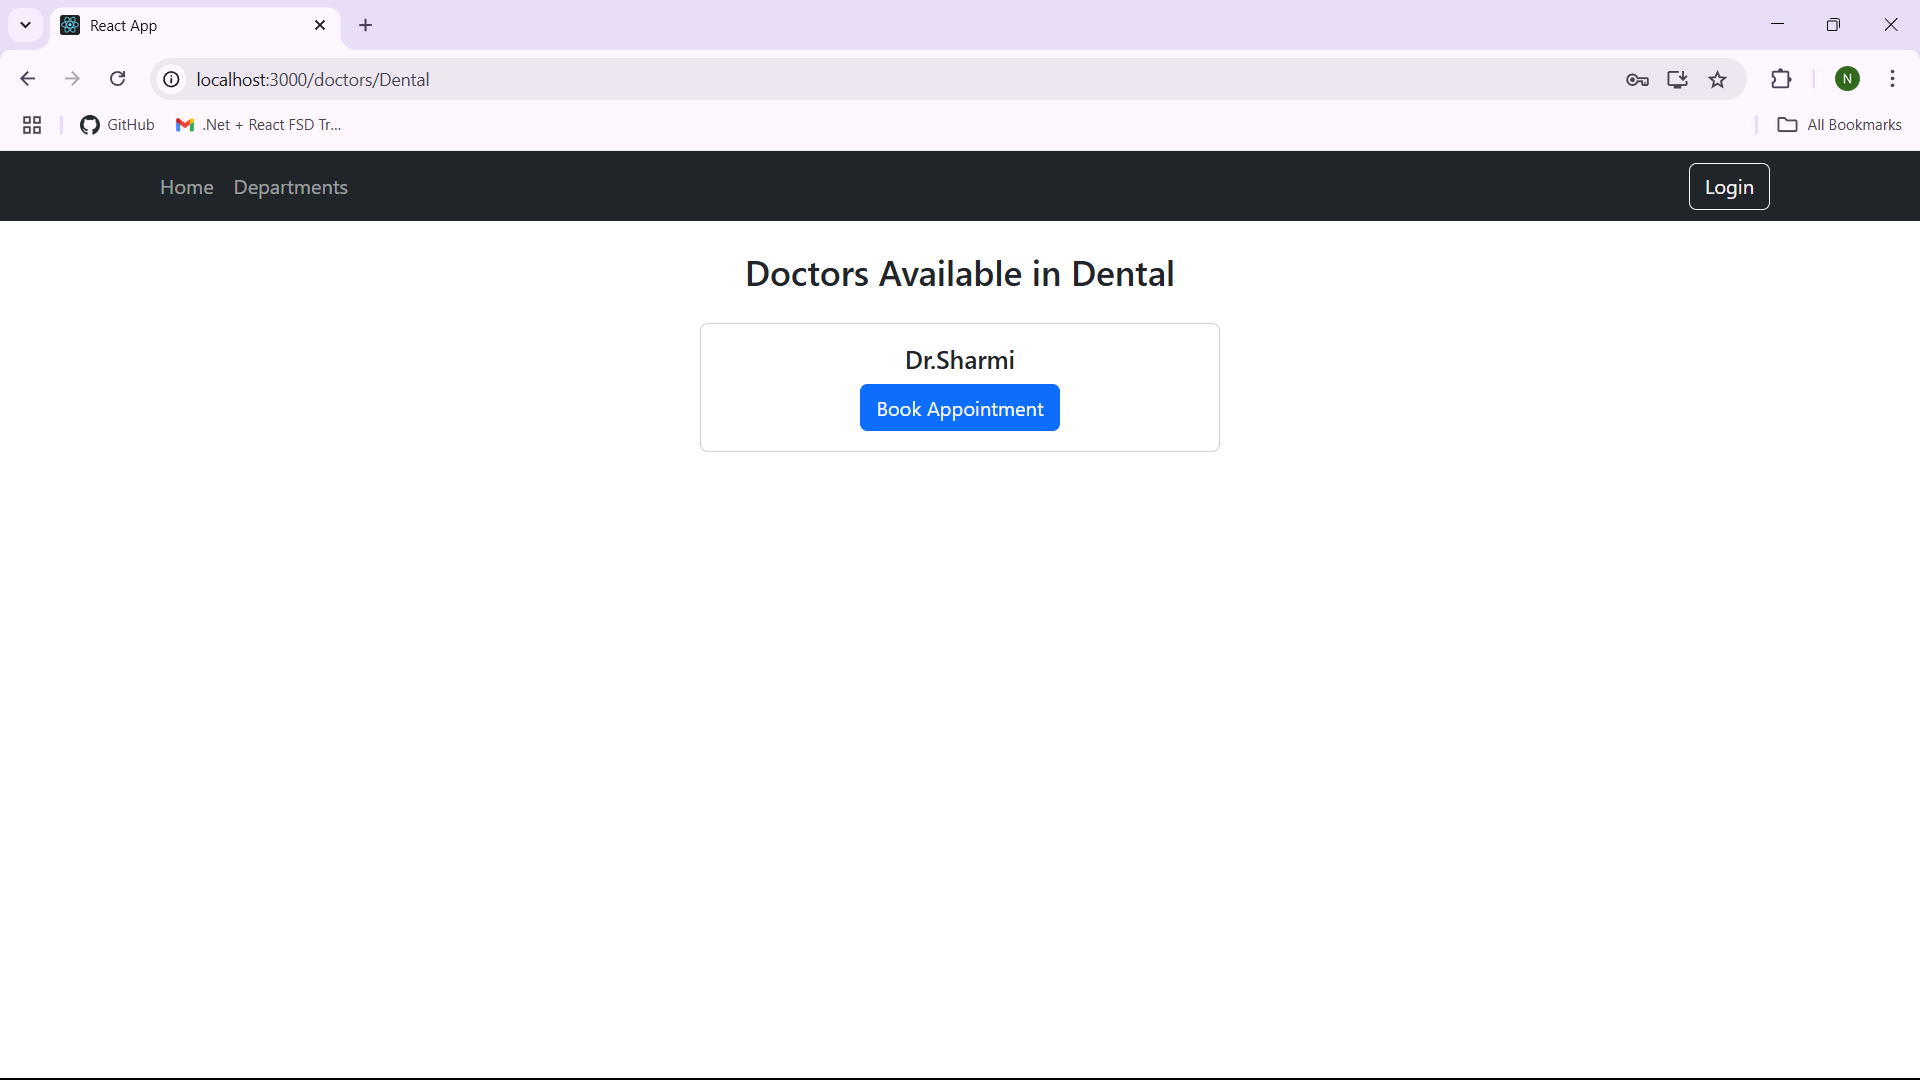 React App
localhost:3000/doctors/Dental
N
GitHub
.Net + React FSD Tr...
All Bookmarks
Home Departments
Login
Doctors Available in Dental
Dr.Sharmi
Book Appointment